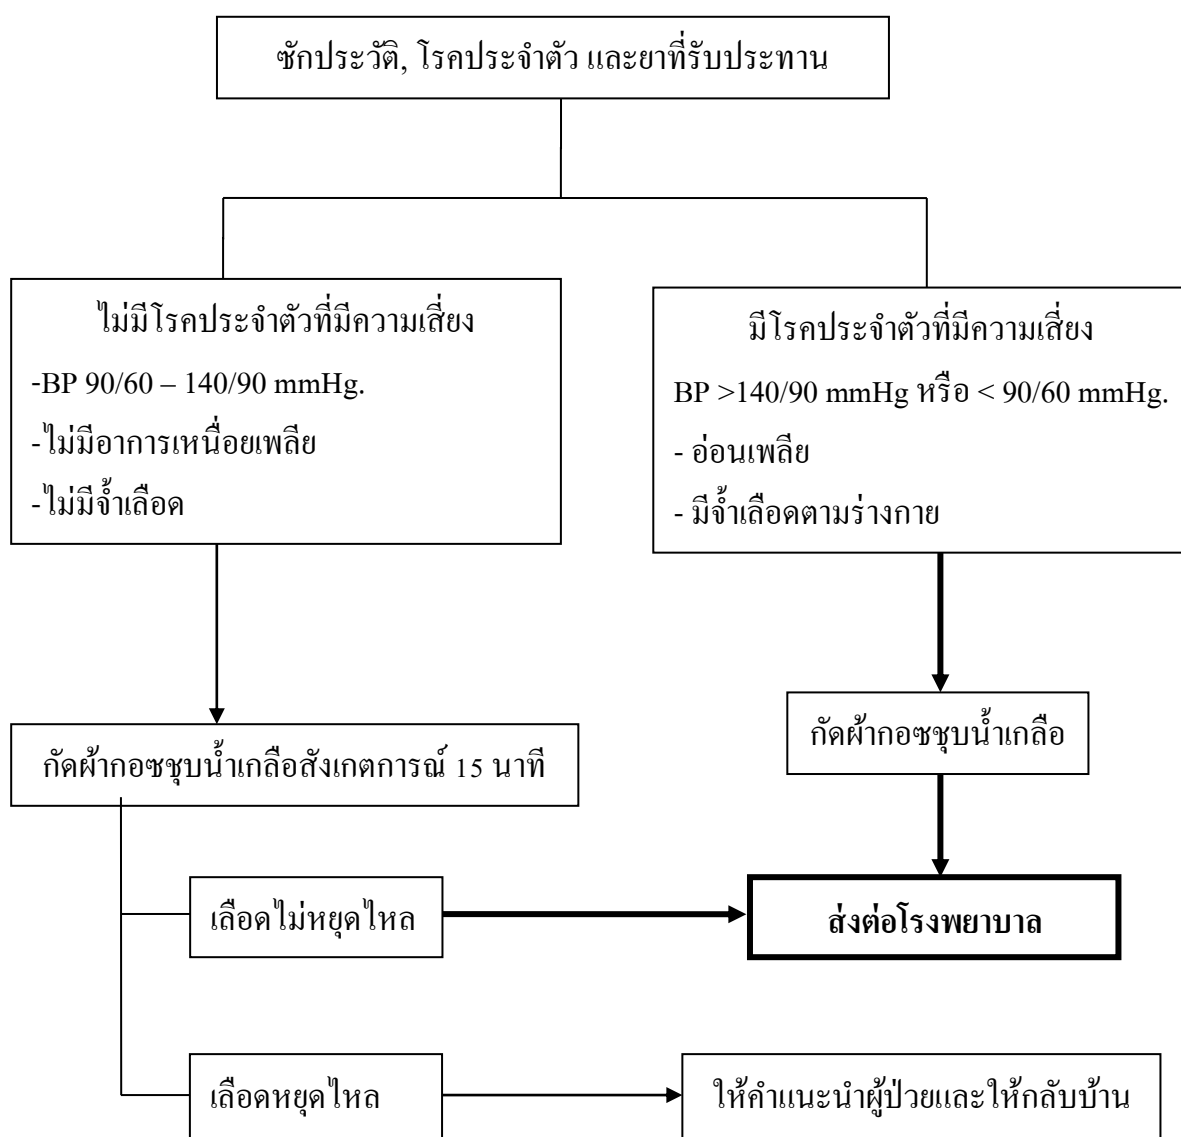 ซักประวัติ, โรคประจำตัว และยาที่รับประทาน
ไม่มีโรคประจำตัวที่มีความเสี่ยง
-BP 90/60 – 140/90 mmHg.
-ไม่มีอาการเหนื่อยเพลีย
-ไม่มีจ้ำเลือด
มีโรคประจำตัวที่มีความเสี่ยง
BP >140/90 mmHg หรือ < 90/60 mmHg.
- อ่อนเพลีย
- มีจ้ำเลือดตามร่างกาย
กัดผ้ากอซชุบน้ำเกลือสังเกตการณ์ 15 นาที
กัดผ้ากอซชุบน้ำเกลือ
เลือดไม่หยุดไหล
ส่งต่อโรงพยาบาล
เลือดหยุดไหล
ให้คำแนะนำผู้ป่วยและให้กลับบ้าน